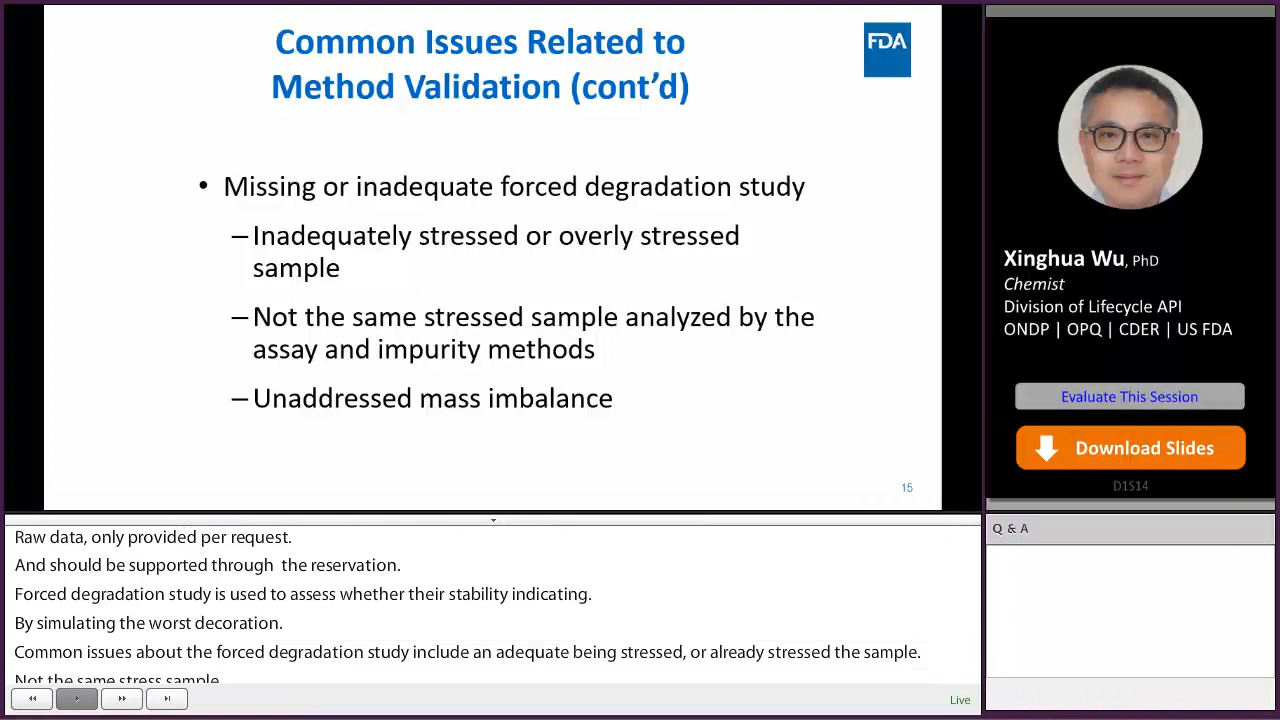 Common Issues Related to
Method Validation (cont’d)
FDA
• Missing or inadequate forced degradation study
– Inadequately stressed or overly stressed
sample
– Not the same stressed sample analyzed by the
assay and impurity methods
– Unaddressed mass imbalance
15
Xinghua Wu, PhD
Chemist
Division of Lifecycle API
ONDP | OPQ | CDER | US FDA
Evaluate This Session
Download Slides
D1S14
Raw data, only provided per request.
And should be supported through the reservation.
Forced degradation study is used to assess whether their stability indicating.
By simulating the worst decoration.
Common issues about the forced degradation study include an adequate being stressed, or already stressed the sample.
Not the same stress sample
Live
Q & A